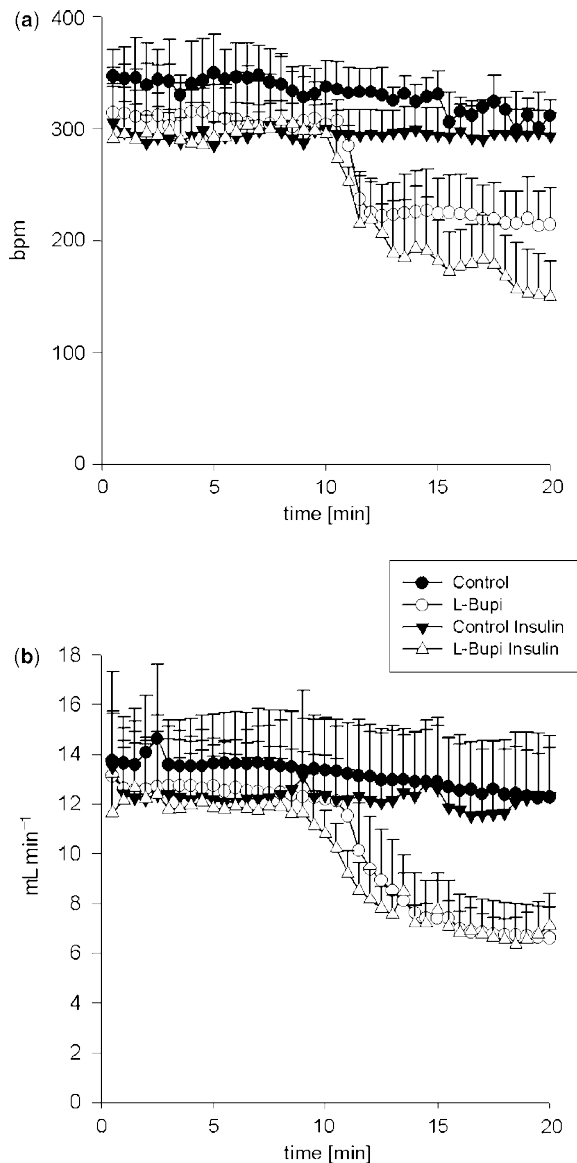 (a)
400
300
200
100
0
bpm
0 5 10 15 20
time [min]
Control
L-Bupi
Control Insulin
L-Bupi Insulin
(b)
18
16
14
12
10
8
6
4
2
0
mL min⁻¹
0 5 10 15 20
time [min]